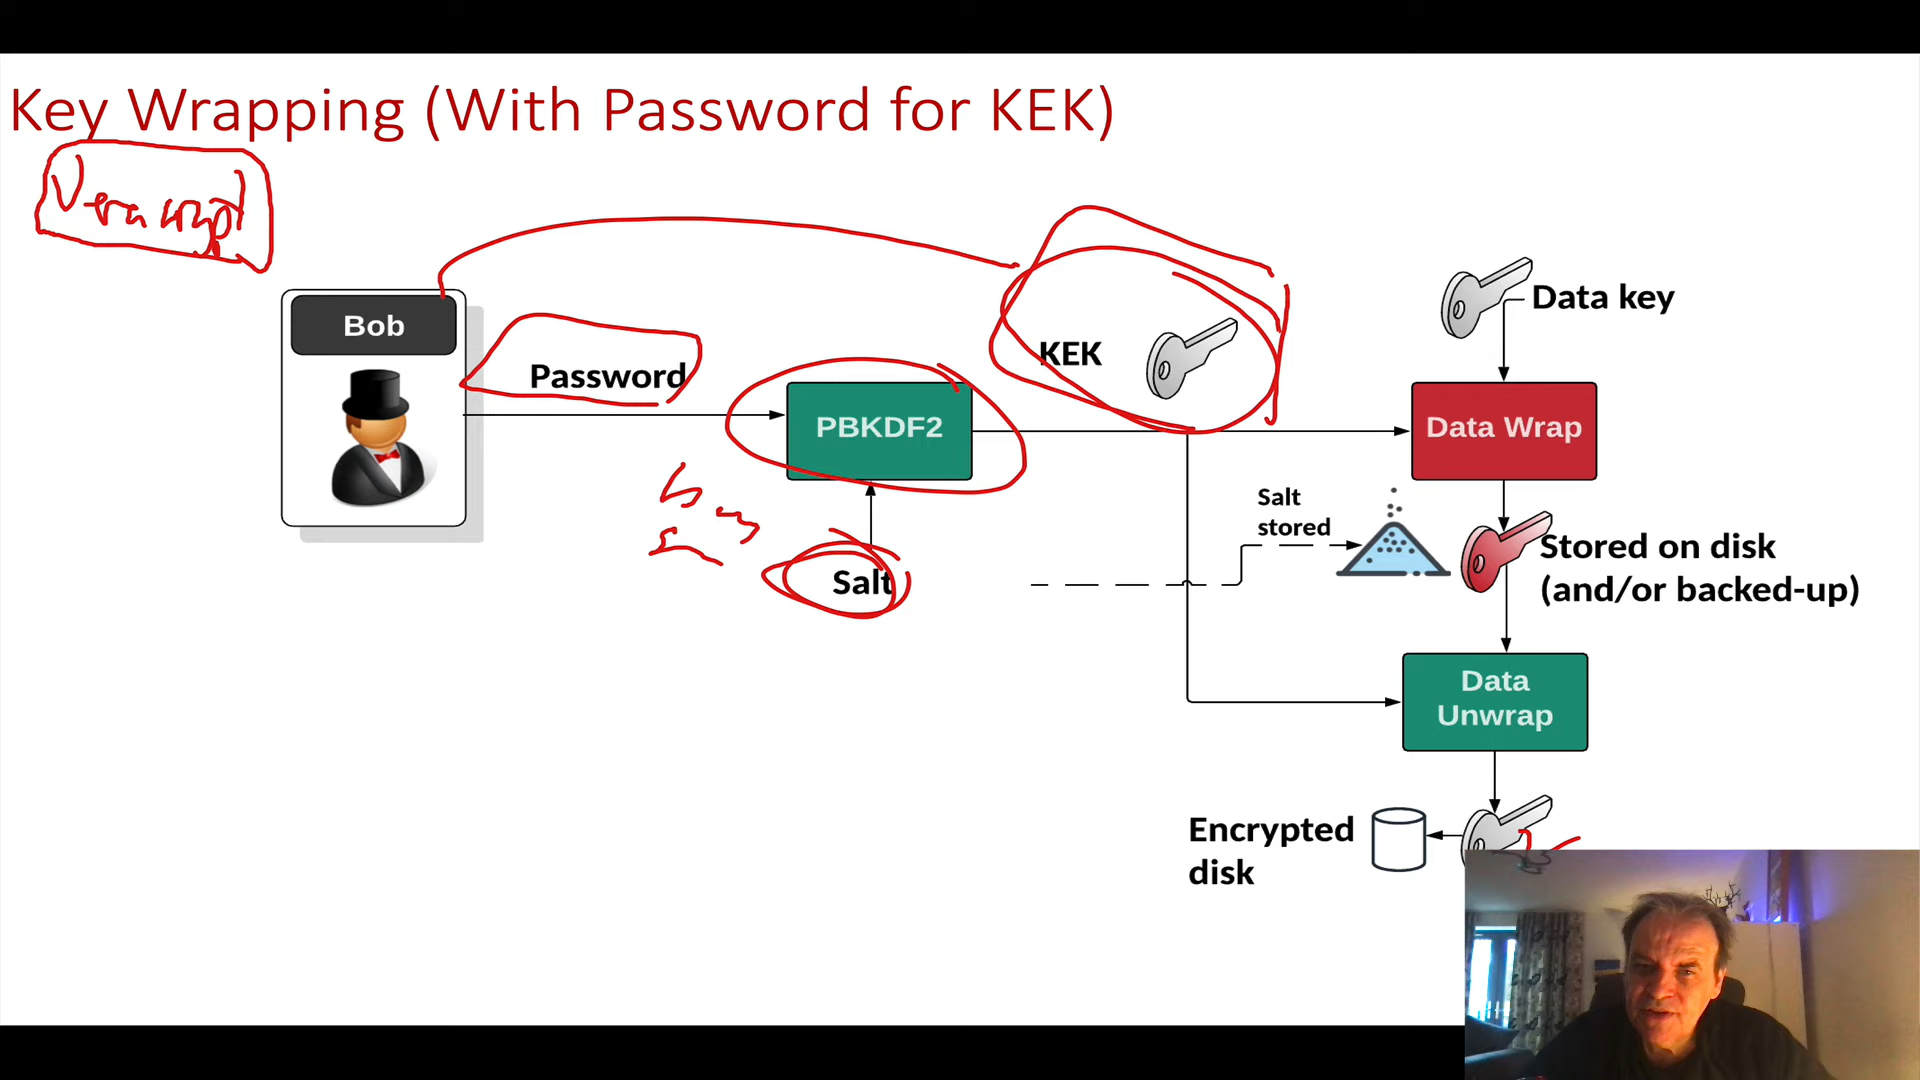 Key Wrapping (With Password for KEK)
Veracrypt
Bob
Password
PBKDF2
KEK
Data key
Data Wrap
Salt
stored
Salt
Stored on disk
(and/or backed-up)
Data
Unwrap
Encrypted
disk